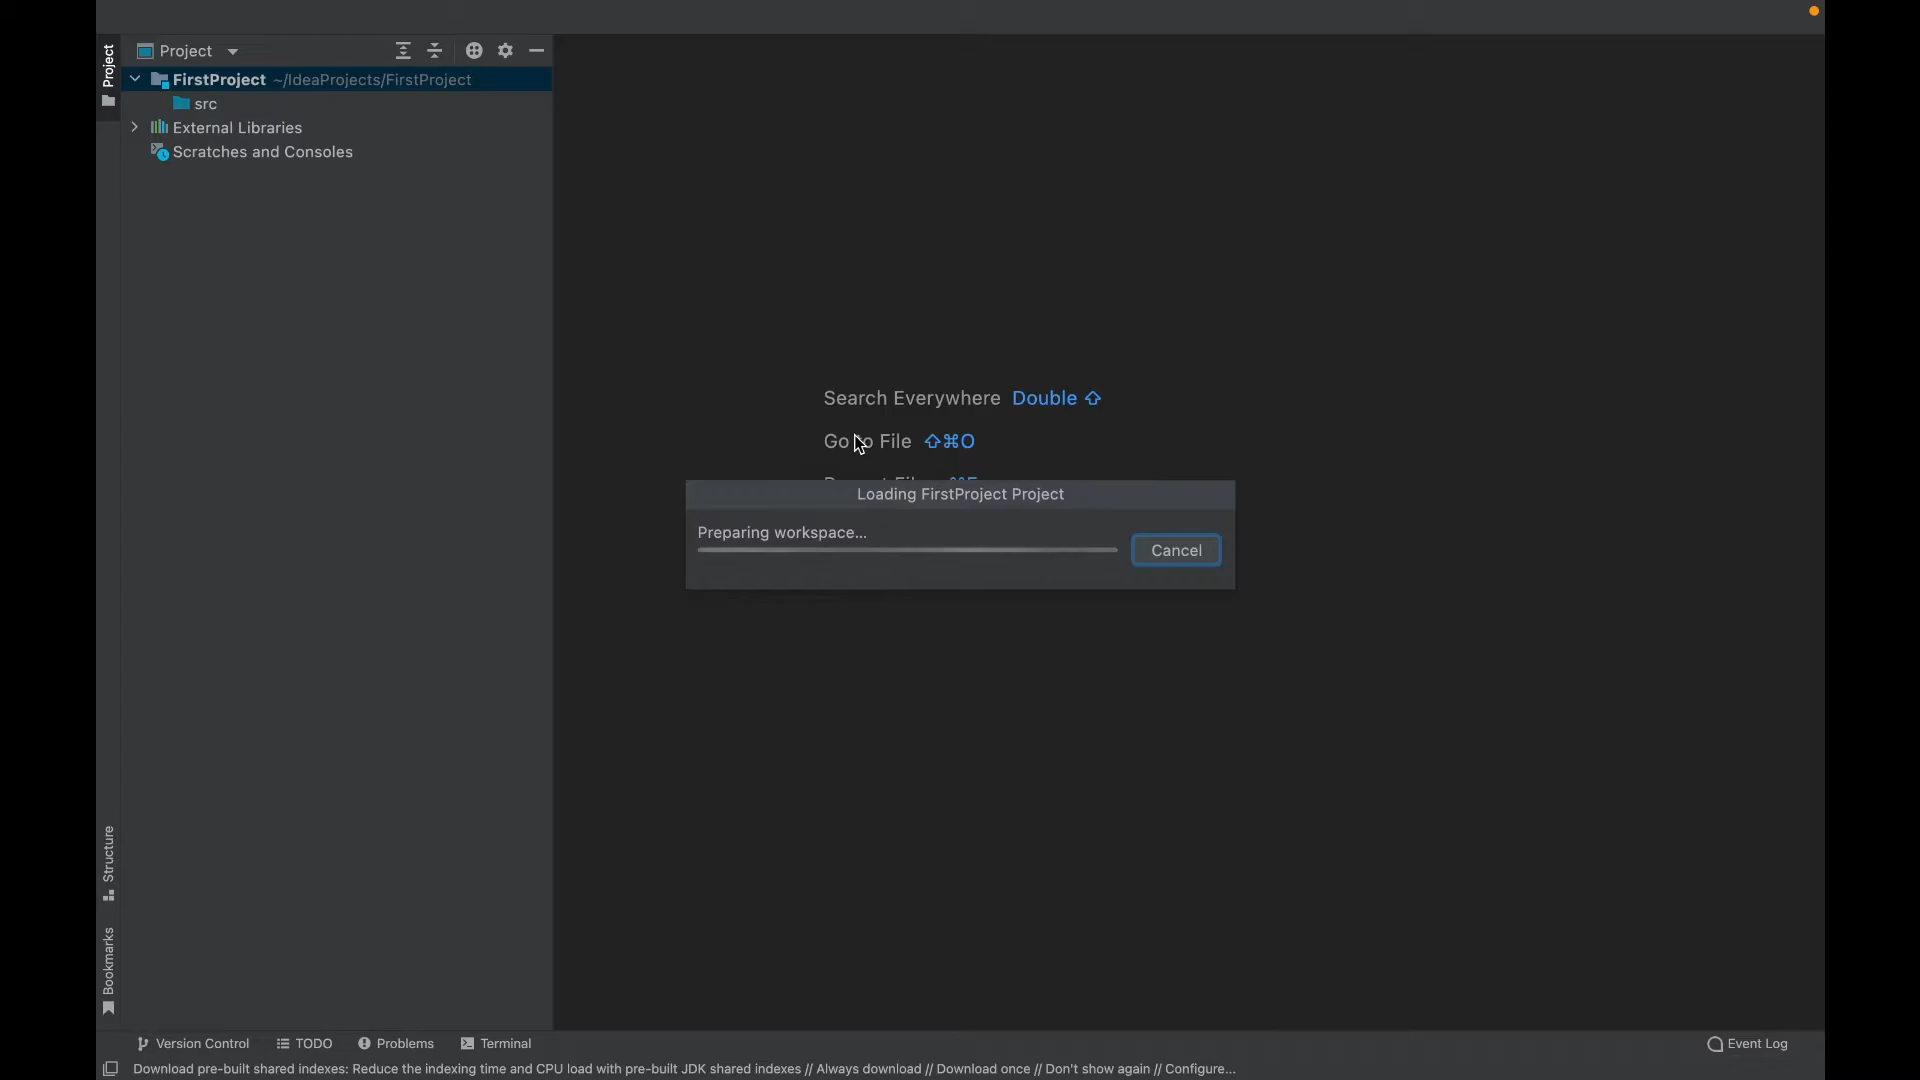 Project
Project
FirstProject ~/IdeaProjects/FirstProject
src
External Libraries
Scratches and Consoles
Search Everywhere Double ⇧
Go to File ⇧⌘O
Loading FirstProject Project
Preparing workspace...
Cancel
Structure
Bookmarks
Version Control
TODO
Problems
Terminal
Event Log
Download pre-built shared indexes: Reduce the indexing time and CPU load with pre-built JDK shared indexes // Always download // Download once // Don't show again // Configure...